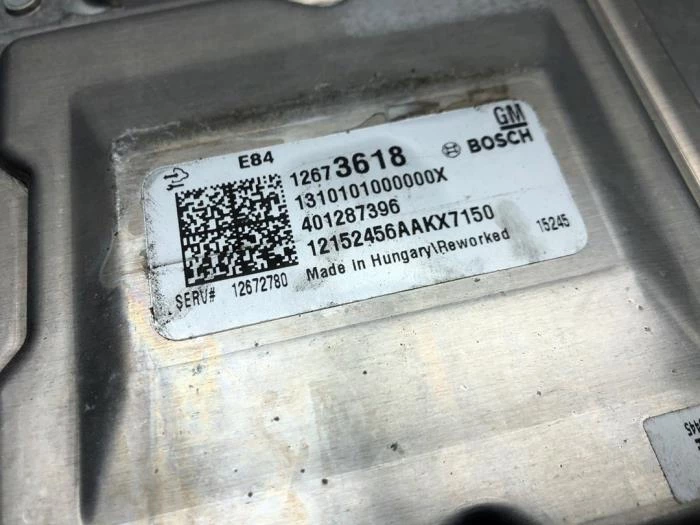 GM
E84
12673618
BOSCH
1310101000000X
401287396
12152456AAKX7150
15245
Made in Hungary\Reworked
SERV# 12672780